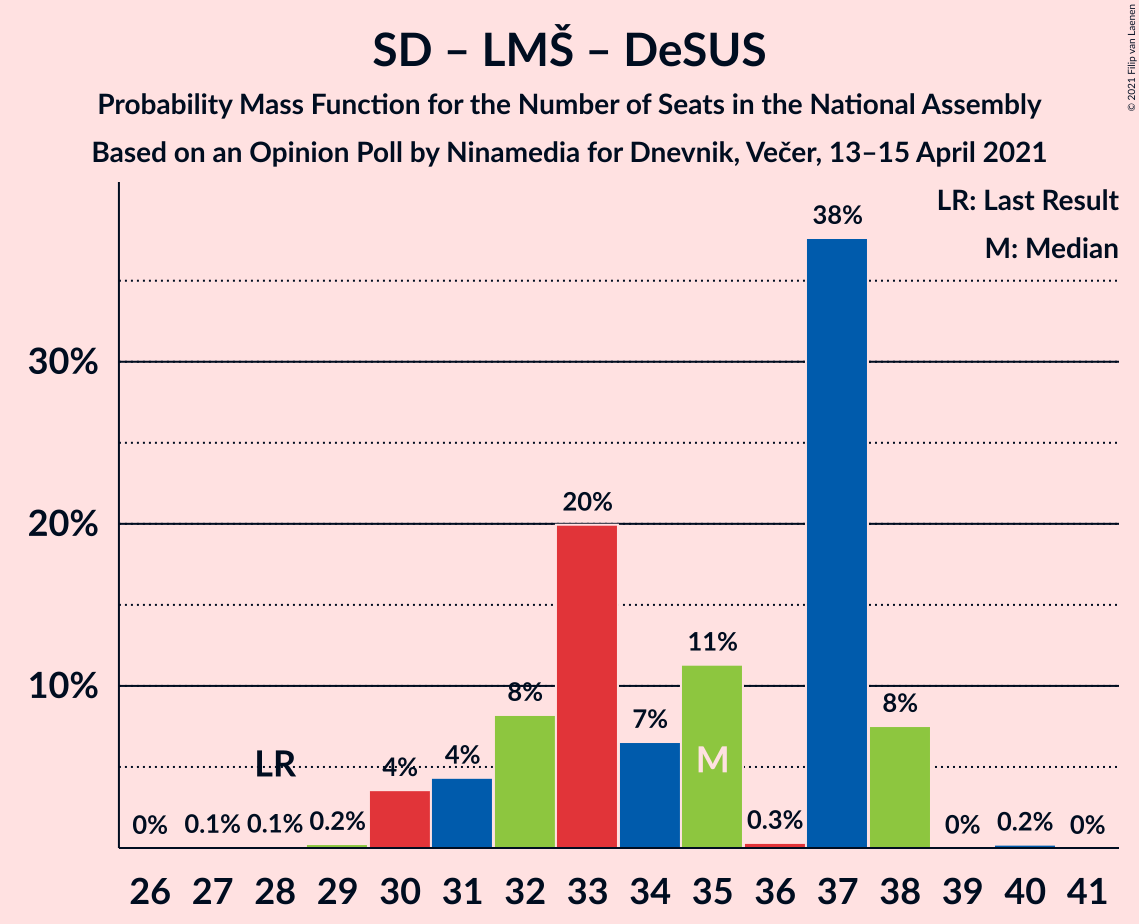 SD – LMŠ – DeSUS
Probability Mass Function for the Number of Seats in the National Assembly
Based on an Opinion Poll by Ninamedia for Dnevnik, Večer, 13–15 April 2021
© 2021 Filip van Laenen
LR: Last Result
M: Median
38%
30%
20%
20%
11%
10%
8%
8%
7%
LR
4%
4%
M
0%
0.1%
0.1%
0.2%
0.3%
0%
0.2%
0%
26 27 28 29 30 31 32 33 34 35 36 37 38 39 40 41